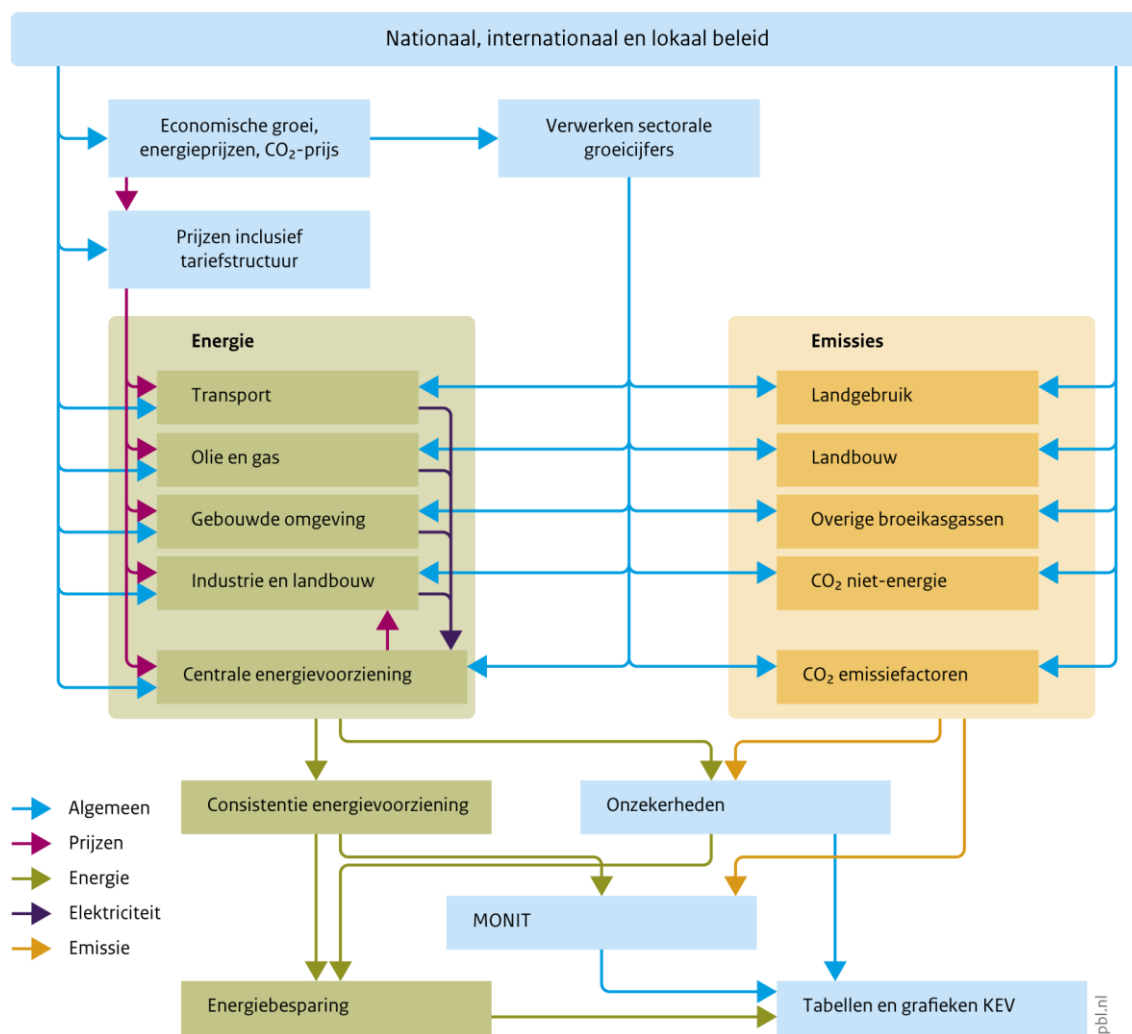 Nationaal, internationaal en lokaal beleid
Economische groei,
energieprijzen, CO₂-prijs
Verwerken sectorale
groeicijfers
Prijzen inclusief
tariefstructuur
Energie
Emissies
Transport
Landgebruik
Olie en gas
Landbouw
Gebouwde omgeving
Overige broeikasgassen
Industrie en landbouw
CO₂ niet-energie
Centrale energievoorziening
CO₂ emissiefactoren
Consistentie energievoorziening
Onzekerheden
Algemeen
Prijzen
Energie
Elektriciteit
Emissie
MONIT
Energiebesparing
Tabellen en grafieken KEV
pbl.nl